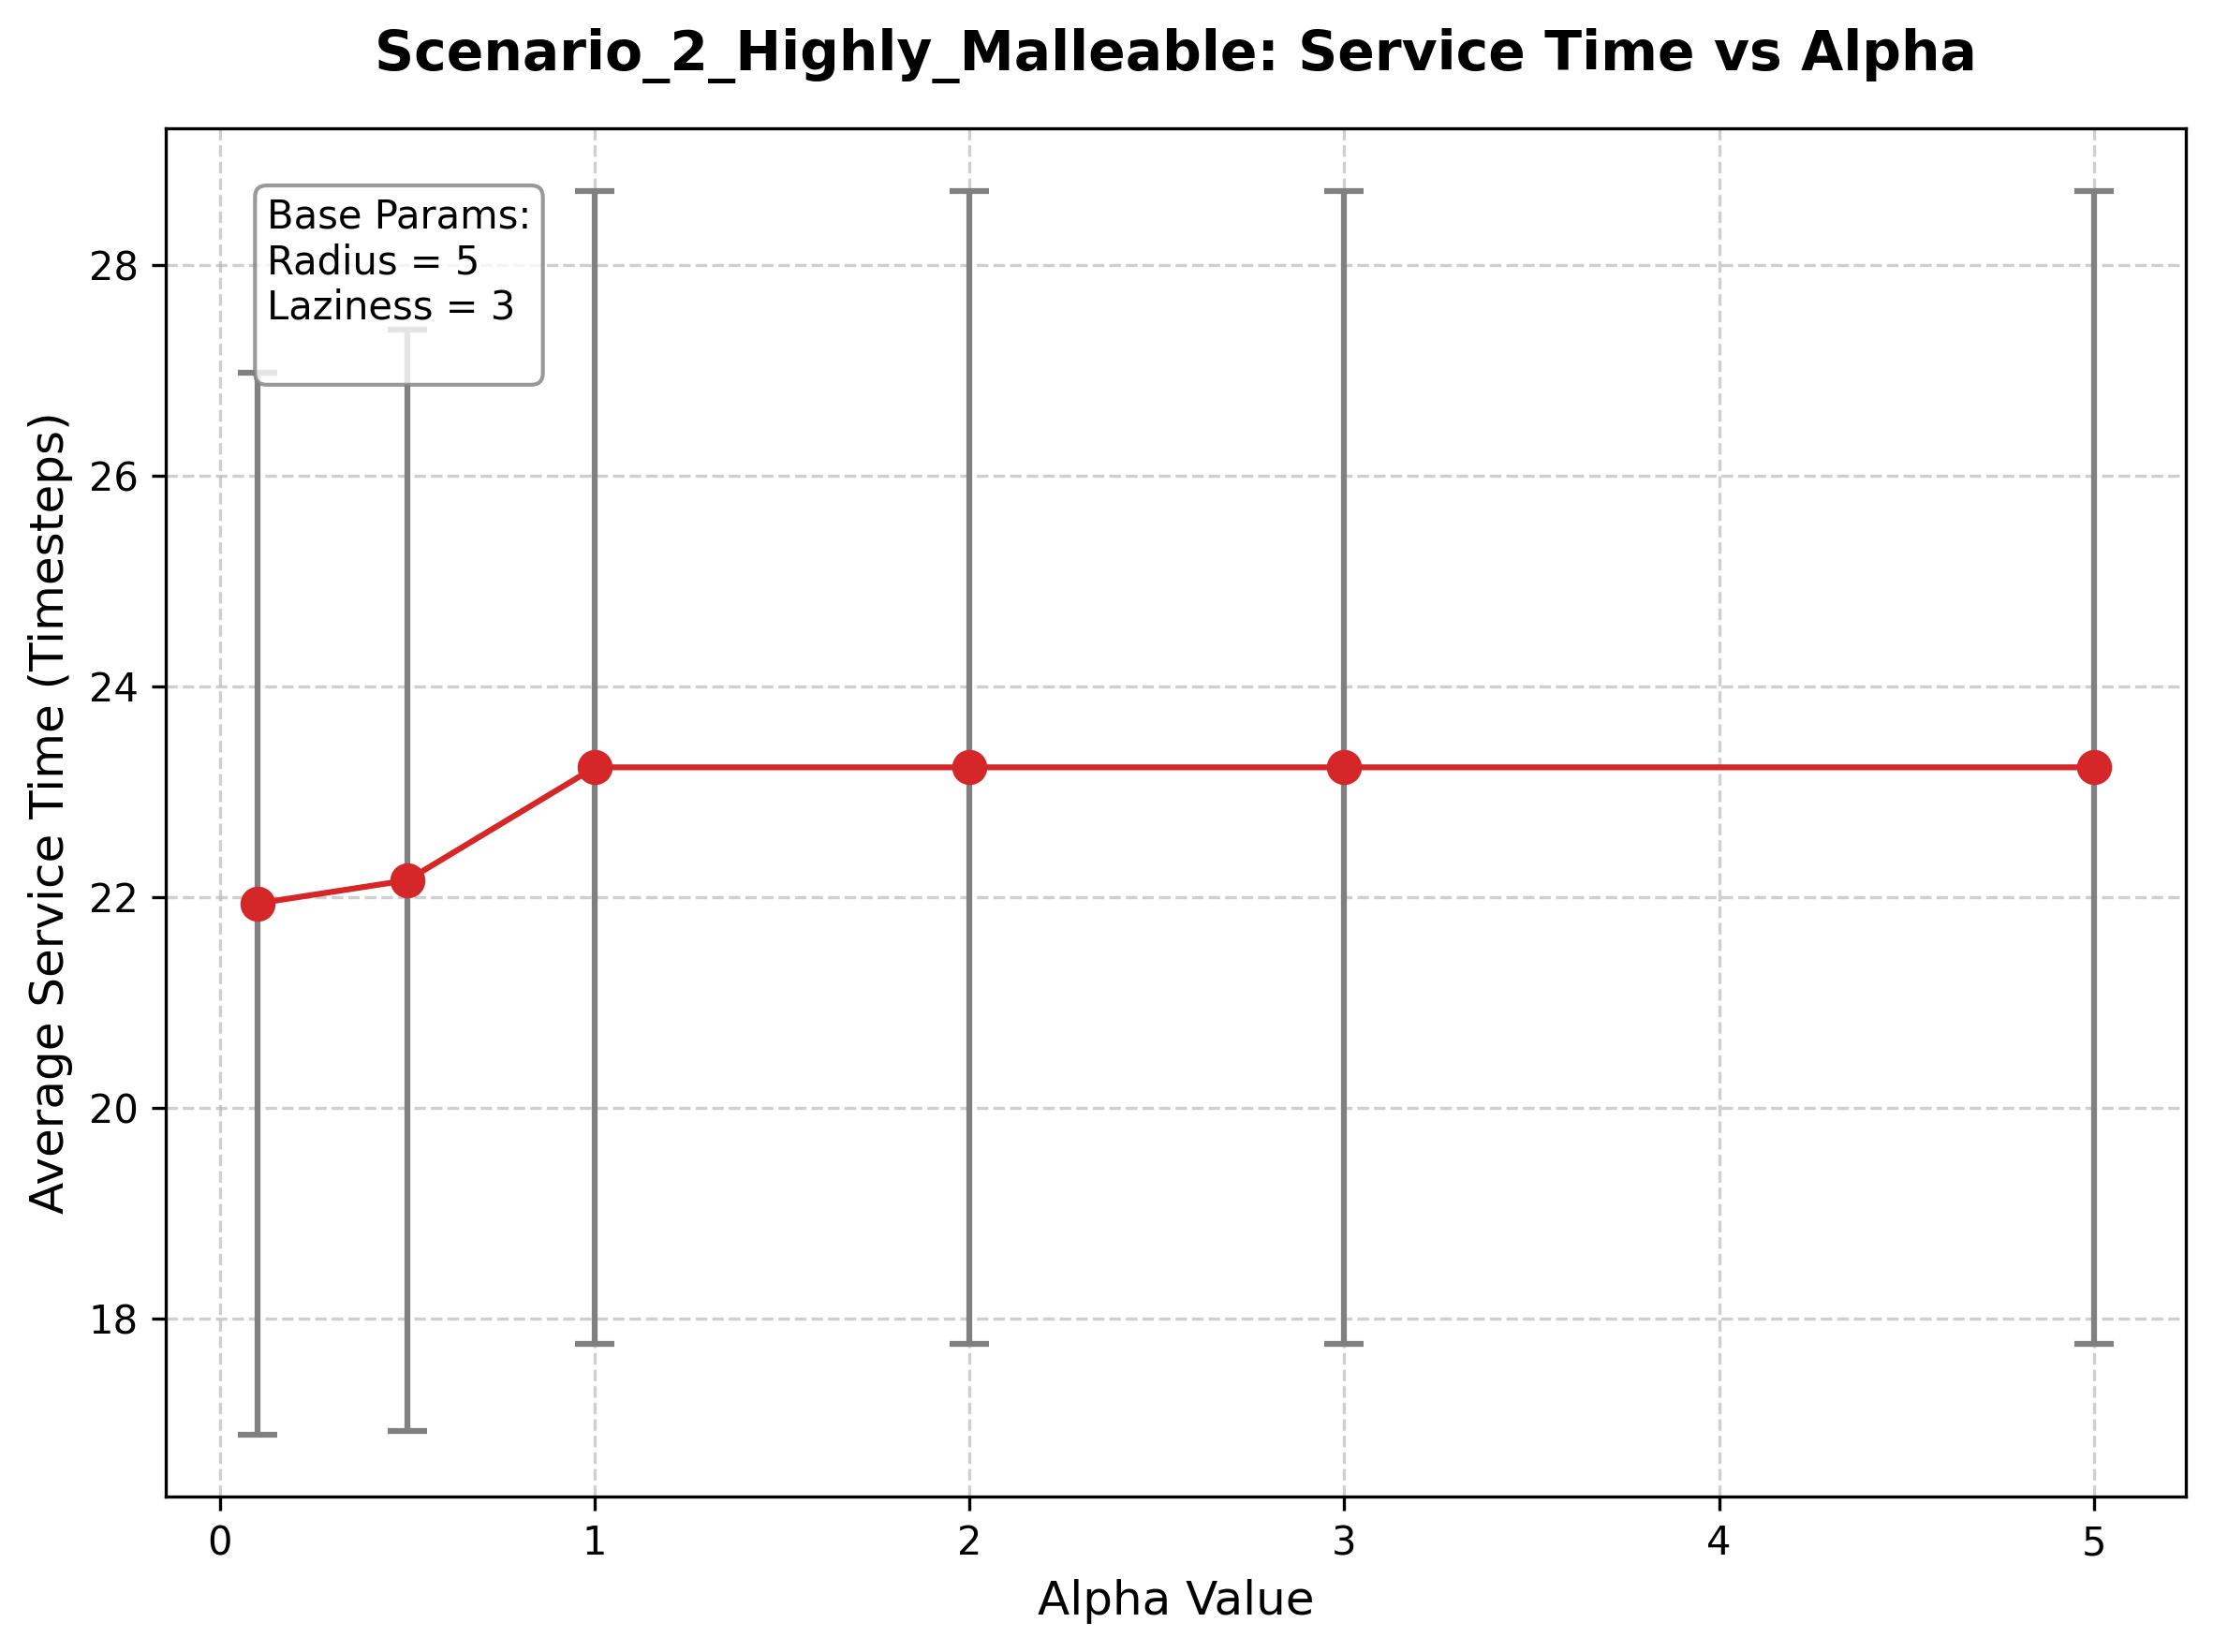 Scenario_2_Highly_Malleable: Service Time vs Alpha
Base Params:
Radius = 5
Laziness = 3
Average Service Time (Timesteps)
28
26
24
22
20
18
0
1
2
3
4
5
Alpha Value